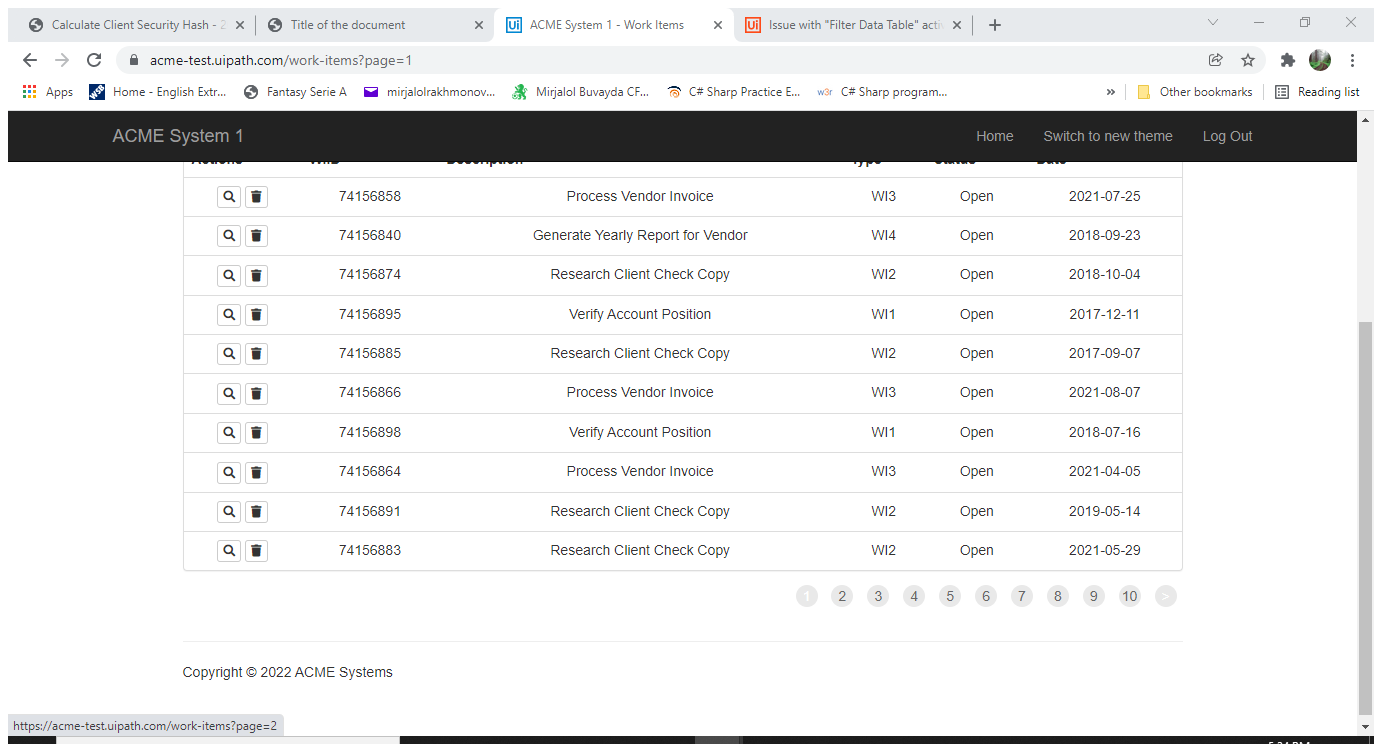 Calculate Client Security Hash - 2
Title of the document
Ui ACME System 1 - Work Items
Ui Issue with "Filter Data Table" activ
acme-test.uipath.com/work-items?page=1
Apps
WEB Home - English Extr...
Fantasy Serie A
mirjalolrakhmonov...
Mirjalol Buvayda CF...
C# Sharp Practice E...
w3r C# Sharp program...
»
Other bookmarks
Reading list
ACME System 1
Home
Switch to new theme
Log Out
Actions WIID Description Type Status Date
74156858 Process Vendor Invoice WI3 Open 2021-07-25
74156840 Generate Yearly Report for Vendor WI4 Open 2018-09-23
74156874 Research Client Check Copy WI2 Open 2018-10-04
74156895 Verify Account Position WI1 Open 2017-12-11
74156885 Research Client Check Copy WI2 Open 2017-09-07
74156866 Process Vendor Invoice WI3 Open 2021-08-07
74156898 Verify Account Position WI1 Open 2018-07-16
74156864 Process Vendor Invoice WI3 Open 2021-04-05
74156891 Research Client Check Copy WI2 Open 2019-05-14
74156883 Research Client Check Copy WI2 Open 2021-05-29
1 2 3 4 5 6 7 8 9 10 >
Copyright © 2022 ACME Systems
https://acme-test.uipath.com/work-items?page=2
5:24 PM